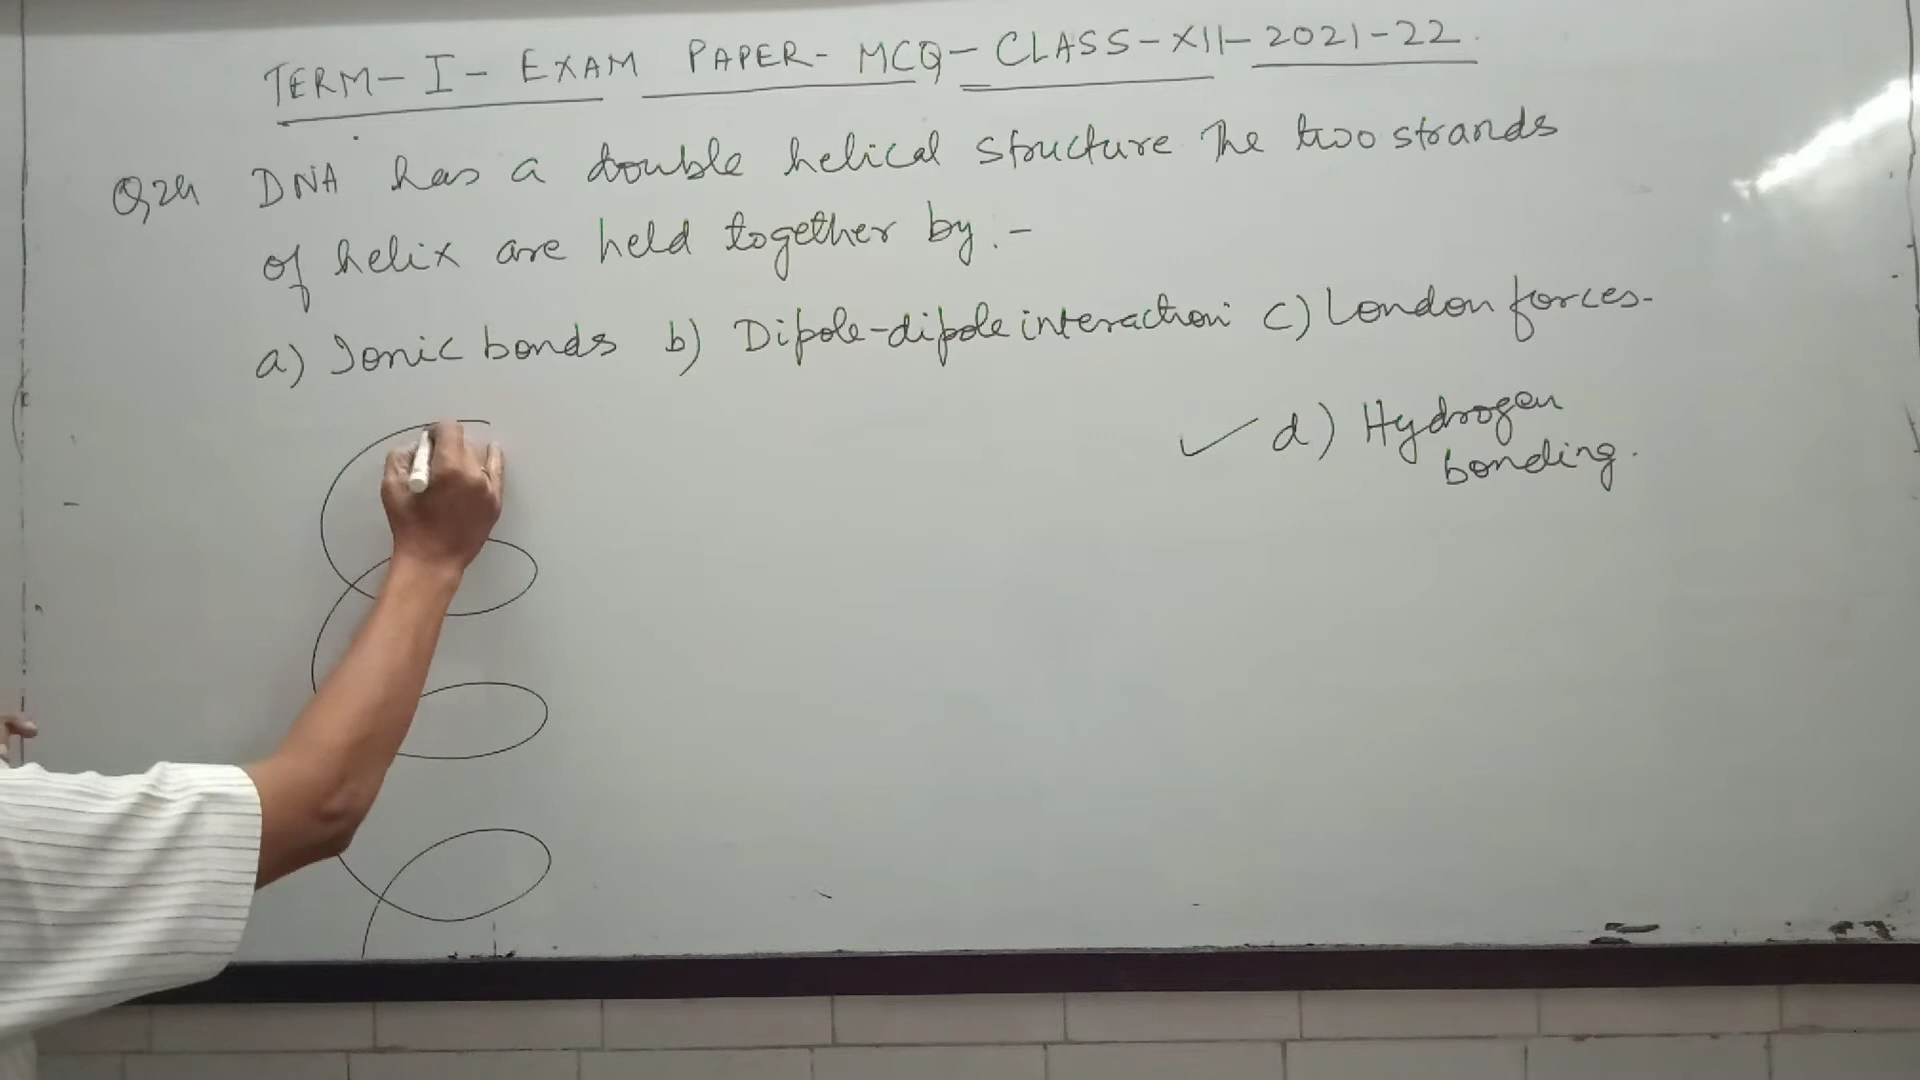 TERM-I-EXAM PAPER-MCQ-CLASS-XII-2021-22.
Q24 DNA has a double helical structure The two strands
of helix are held together by:-
a) Ionic bonds b) Dipole-dipole interaction c) London forces-
d) Hydrogen
bonding.